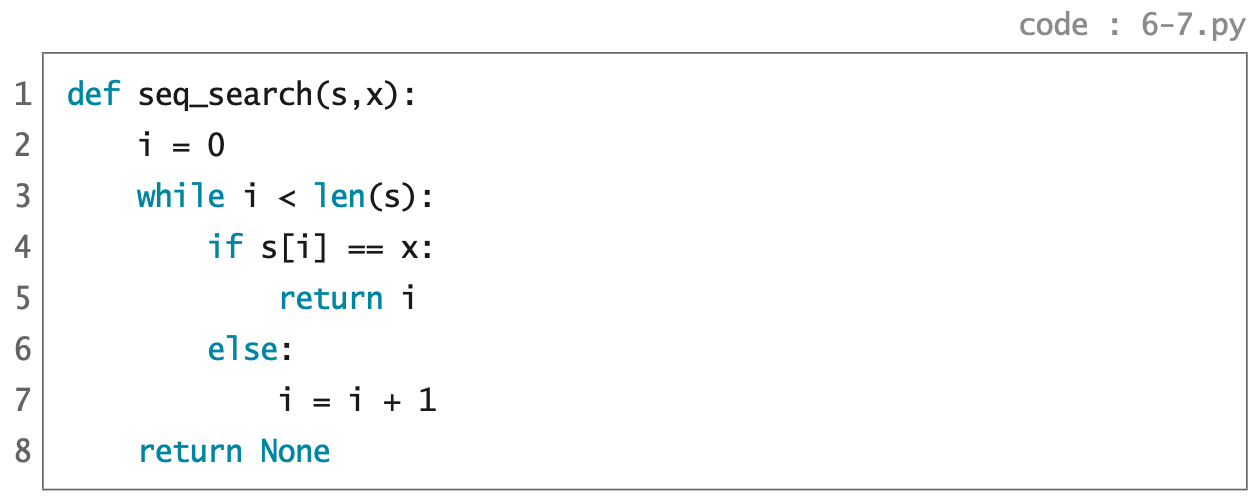 code : 6-7.py
1 def seq_search(s,x):
2     i = 0
3     while i < len(s):
4         if s[i] == x:
5             return i
6         else:
7             i = i + 1
8     return None